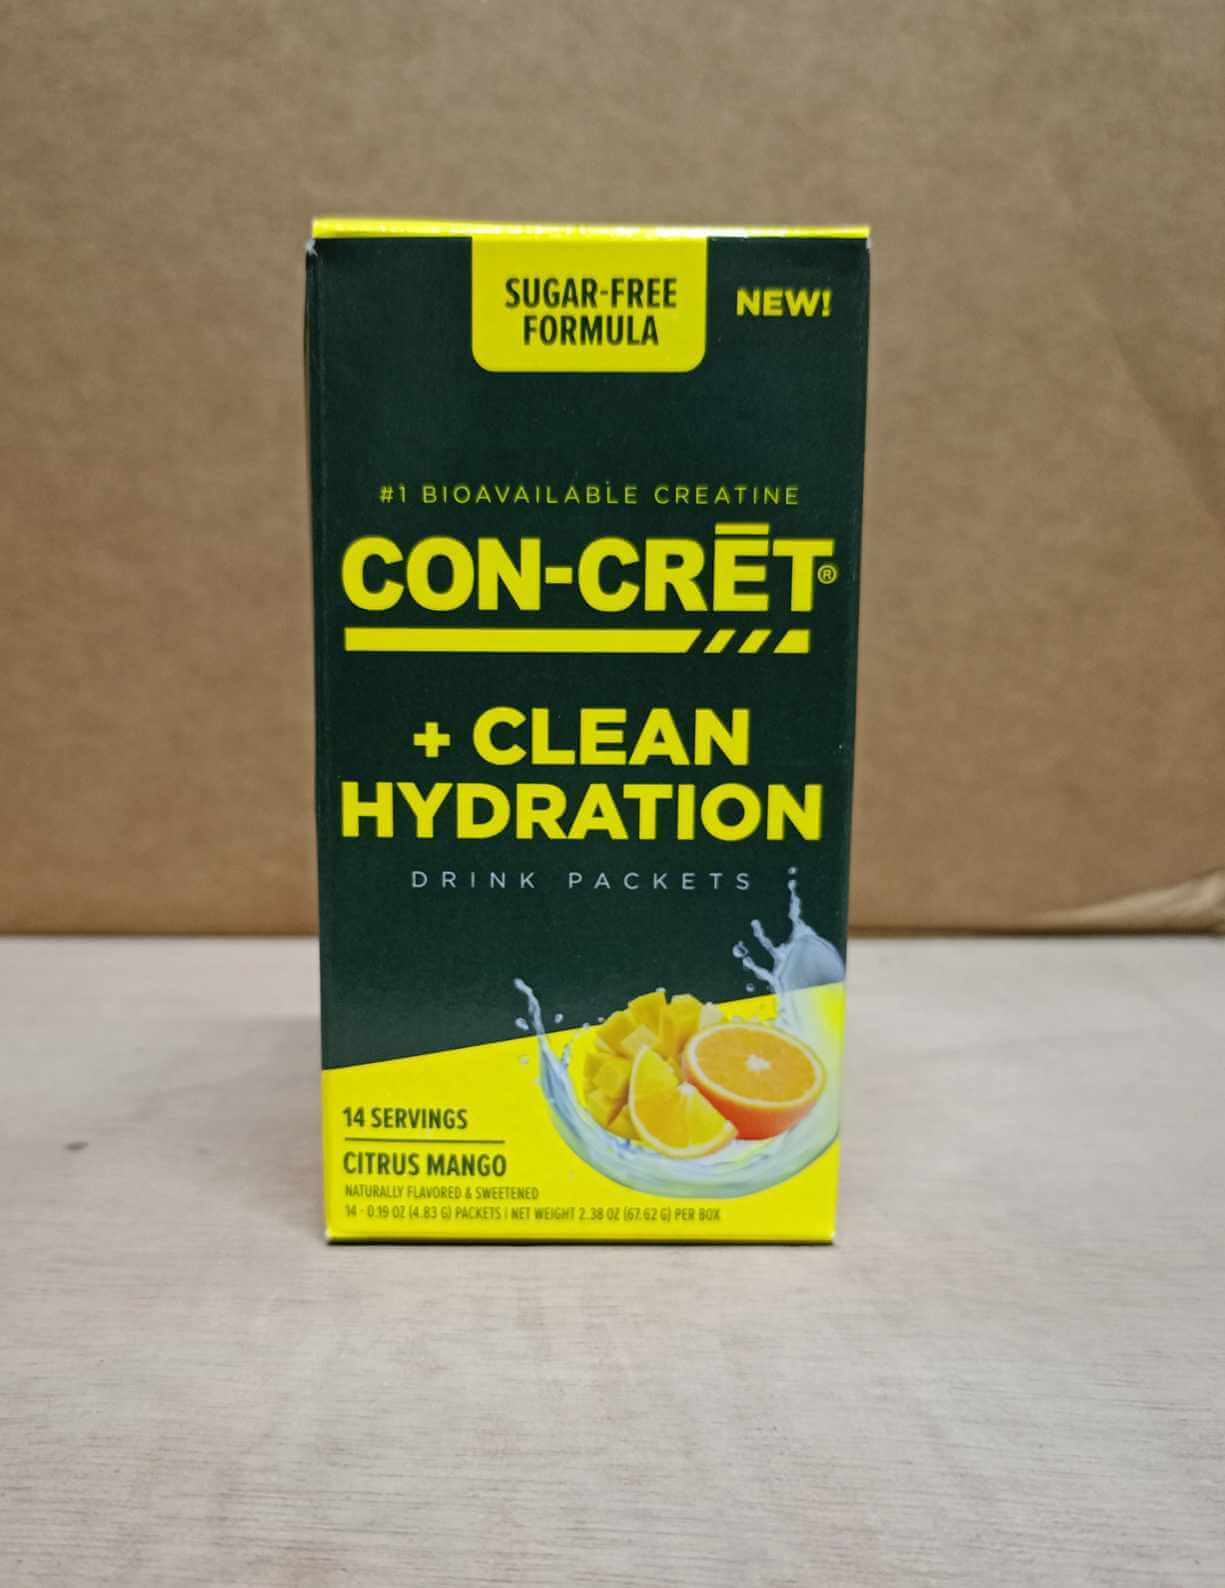 SUGAR-FREE
FORMULA
NEW!
#1 BIOAVAILABLE CREATINE
CON-CRĒT®
+ CLEAN
HYDRATION
DRINK PACKETS
14 SERVINGS
CITRUS MANGO
NATURALLY FLAVORED & SWEETENED
14 - 0.19 OZ (4.83 G) PACKETS | NET WEIGHT 2.38 OZ (67.62 G) PER BOX